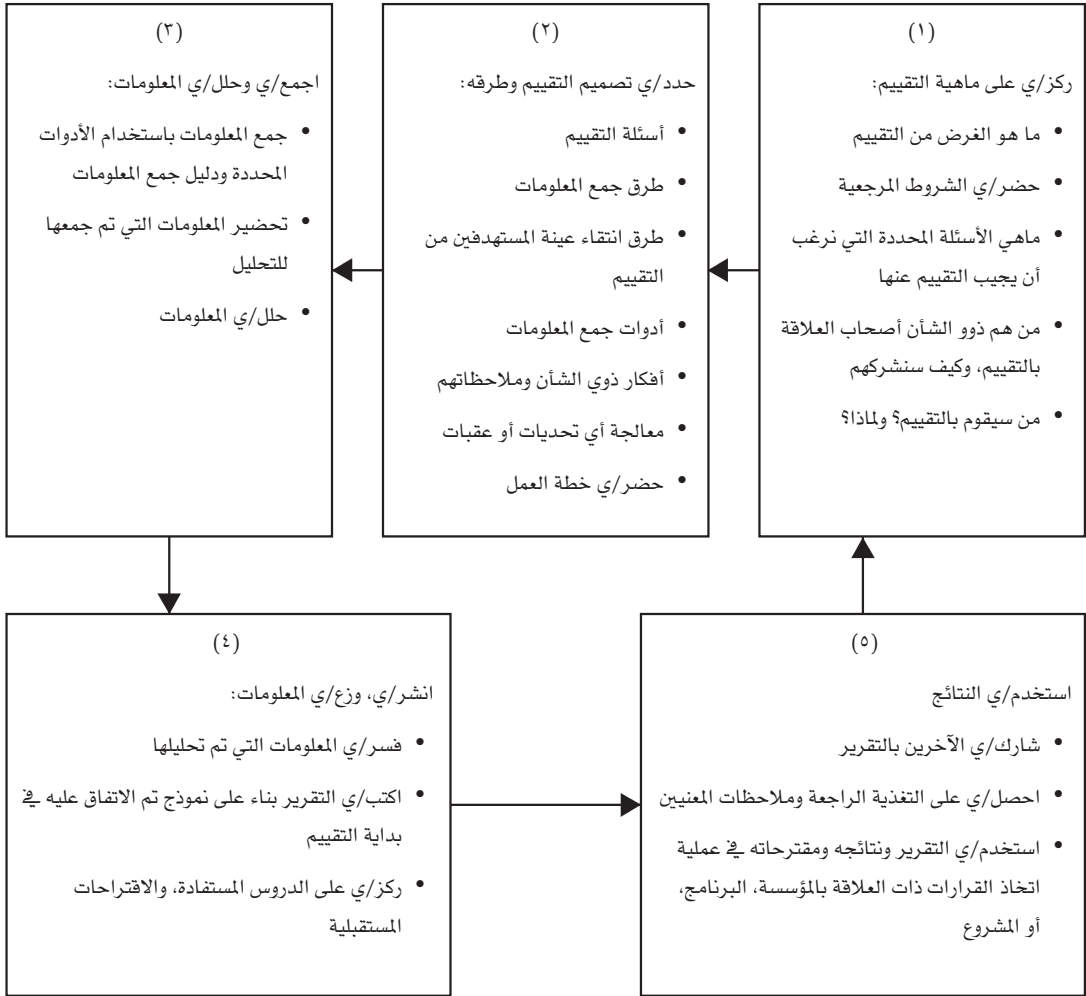 (١)
ركز/ي على ماهية التقييم:
• ما هو الغرض من التقييم
• حضر/ي الشروط المرجعية
• ماهي الأسئلة المحددة التي نرغب
أن يجيب التقييم عنها
• من هم ذوو الشأن أصحاب العلاقة
بالتقييم، وكيف سنشركهم
• من سيقوم بالتقييم؟ ولماذا؟
(٢)
حدد/ي تصميم التقييم وطرقه:
• أسئلة التقييم
• طرق جمع المعلومات
• طرق انتقاء عينة المستهدفين من
التقييم
• أدوات جمع المعلومات
• أفكار ذوي الشأن وملاحظاتهم
• معالجة أي تحديات أو عقبات
• حضر/ي خطة العمل
(٣)
اجمع/ي وحلل/ي المعلومات:
• جمع المعلومات باستخدام الأدوات
المحددة ودليل جمع المعلومات
• تحضير المعلومات التي تم جمعها
للتحليل
• حلل/ي المعلومات
(٤)
انشر/ي، وزع/ي المعلومات:
• فسر/ي المعلومات التي تم تحليلها
• اكتب/ي التقرير بناء على نموذج تم الاتفاق عليه في
بداية التقييم
• ركز/ي على الدروس المستفادة، والاقتراحات
المستقبلية
(٥)
استخدم/ي النتائج
• شارك/ي الآخرين بالتقرير
• احصل/ي على التغذية الراجعة وملاحظات المعنيين
• استخدم/ي التقرير ونتائجه ومقترحاته في عملية
اتخاذ القرارات ذات العلاقة بالمؤسسة، البرنامج،
أو المشروع